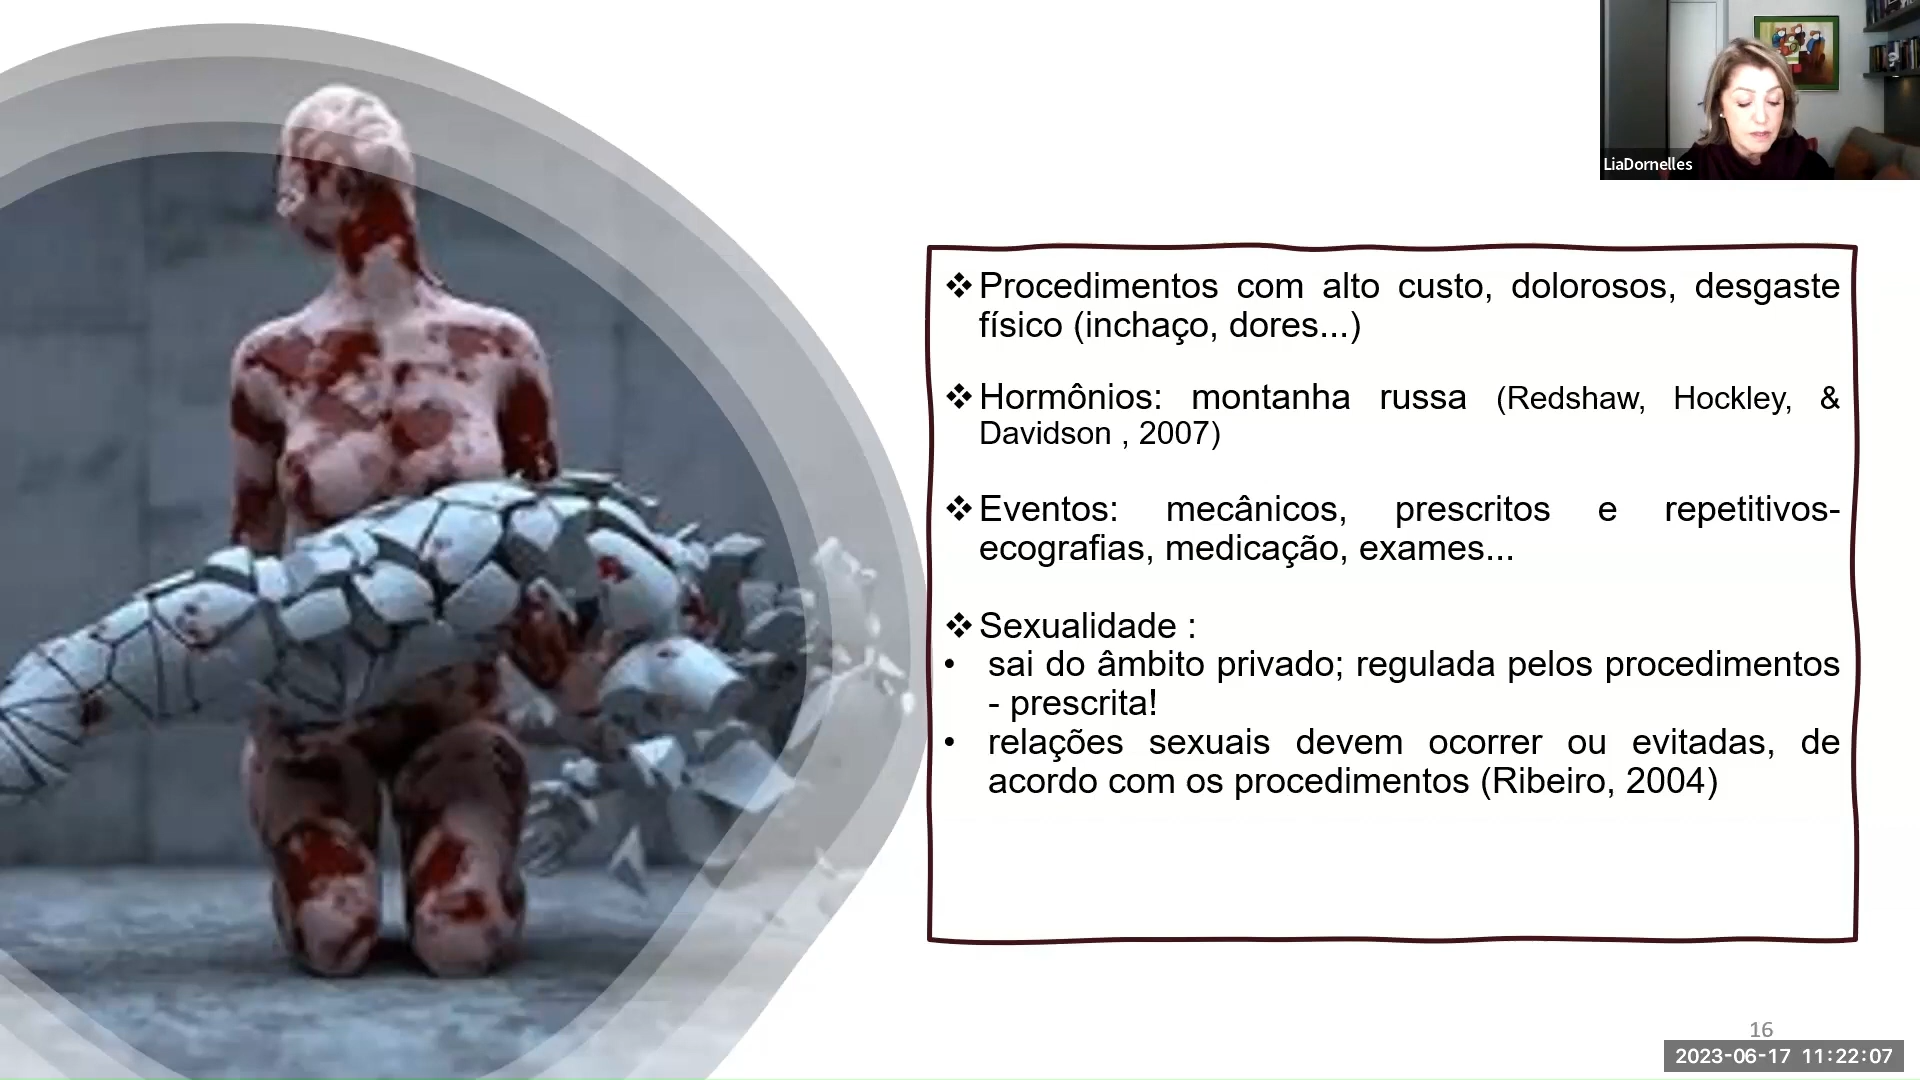 LiaDornelles
❖Procedimentos com alto custo, dolorosos, desgaste
físico (inchaço, dores...)
❖Hormônios: montanha russa (Redshaw, Hockley, &
Davidson , 2007)
❖Eventos: mecânicos, prescritos e repetitivos-
ecografias, medicação, exames...
❖Sexualidade :
• sai do âmbito privado; regulada pelos procedimentos
- prescrita!
• relações sexuais devem ocorrer ou evitadas, de
acordo com os procedimentos (Ribeiro, 2004)
16
2023-06-17 11:22:07